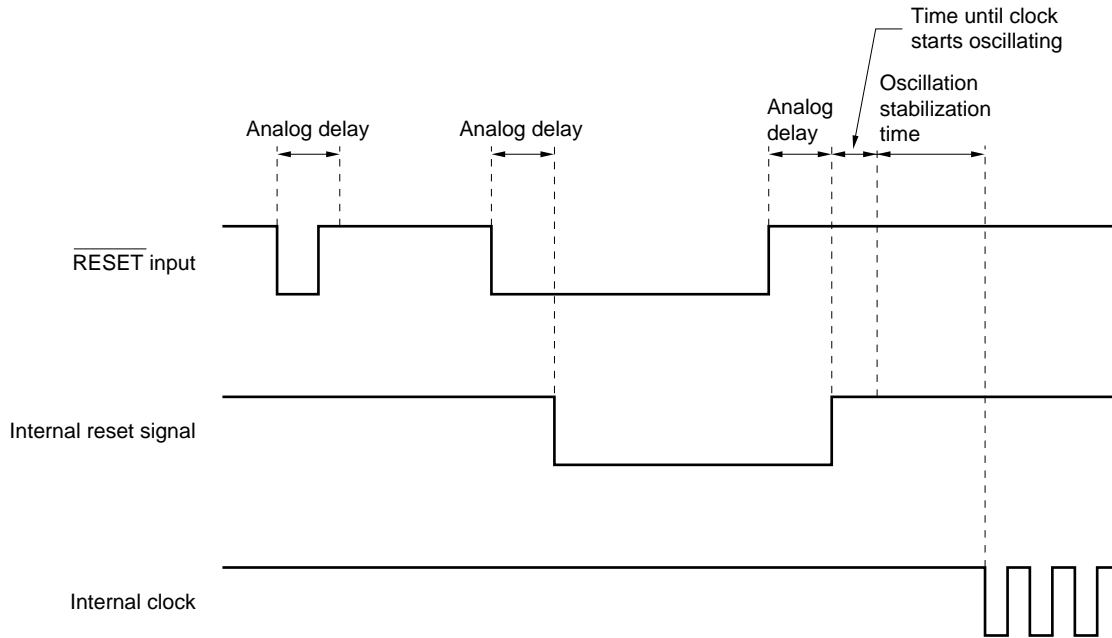 Time until clock
starts oscillating
Oscillation
stabilization
time
Analog delay
Analog delay
Analog
delay
RESET input
Internal reset signal
Internal clock